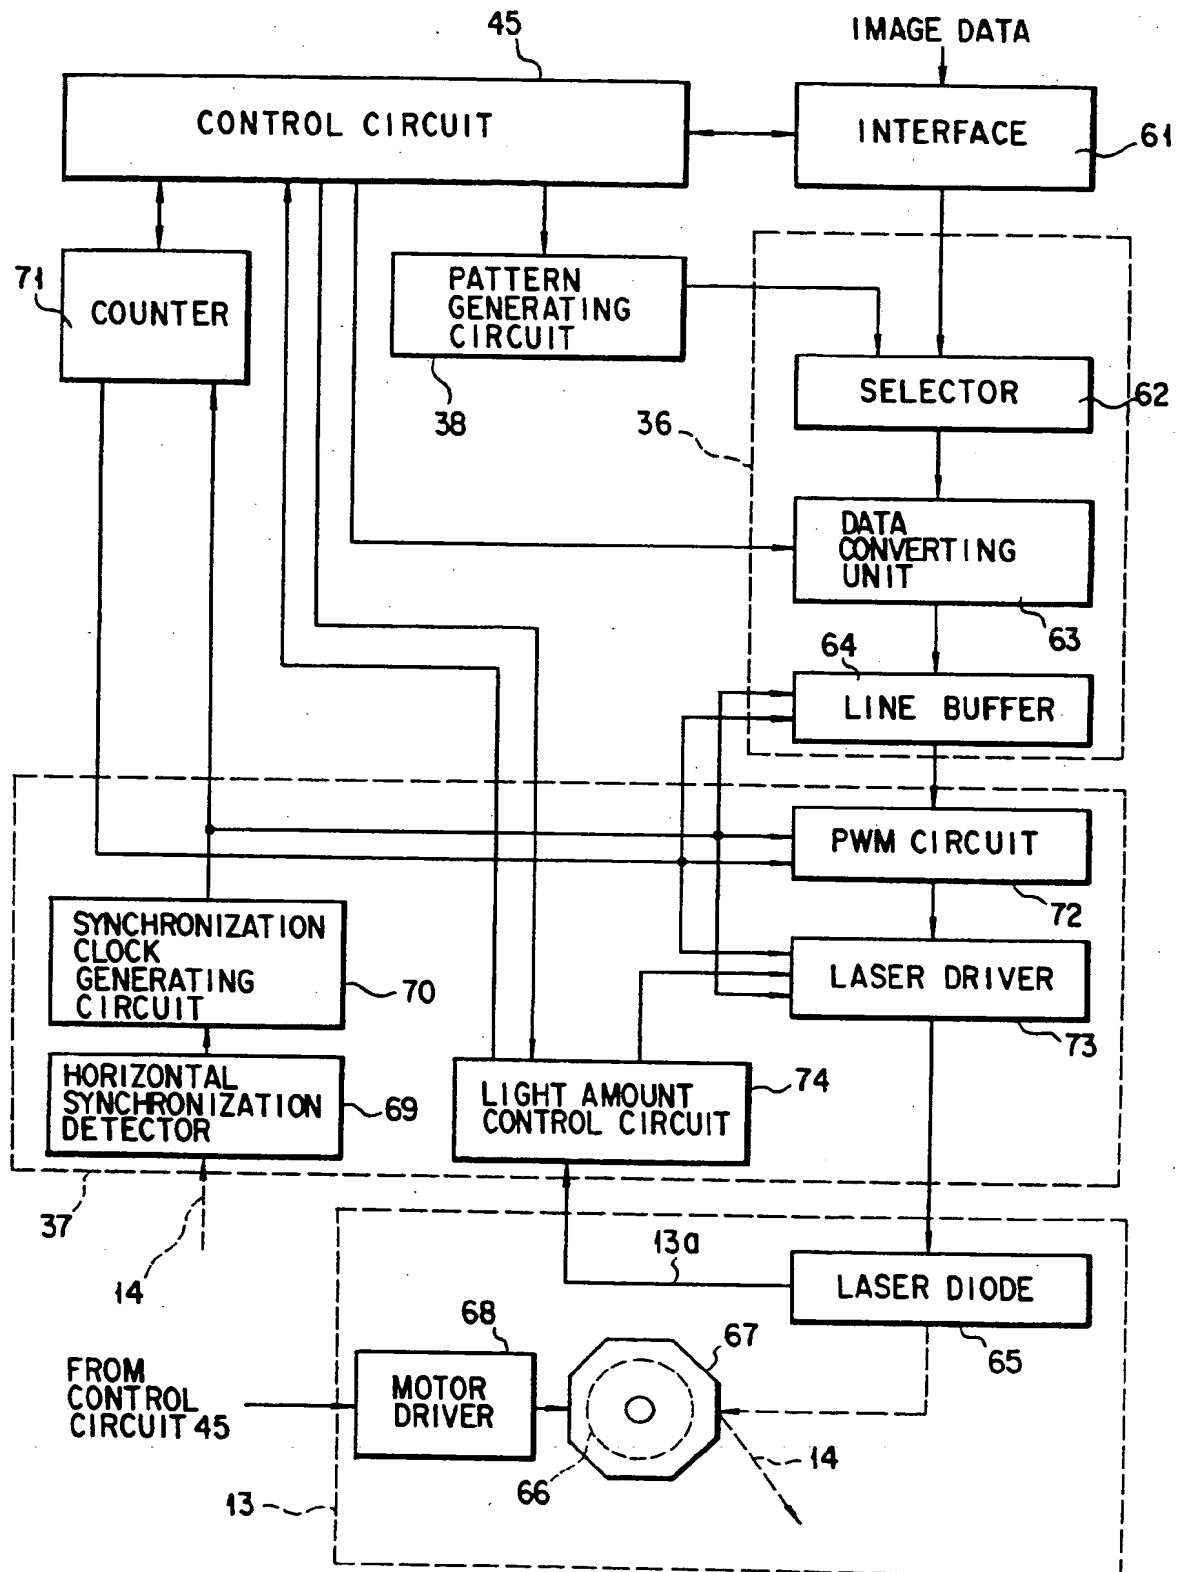 45
IMAGE DATA
CONTROL CIRCUIT
INTERFACE
61
71
COUNTER
PATTERN
GENERATING
CIRCUIT
38
SELECTOR
62
36
DATA
CONVERTING
UNIT
63
64
LINE BUFFER
PWM CIRCUIT
72
SYNCHRONIZATION
CLOCK
GENERATING
CIRCUIT
70
LASER DRIVER
73
HORIZONTAL
SYNCHRONIZATION
DETECTOR
69
LIGHT AMOUNT
CONTROL CIRCUIT
74
37
14
13a
LASER DIODE
65
68
67
FROM
CONTROL
CIRCUIT 45
MOTOR
DRIVER
66
14
13